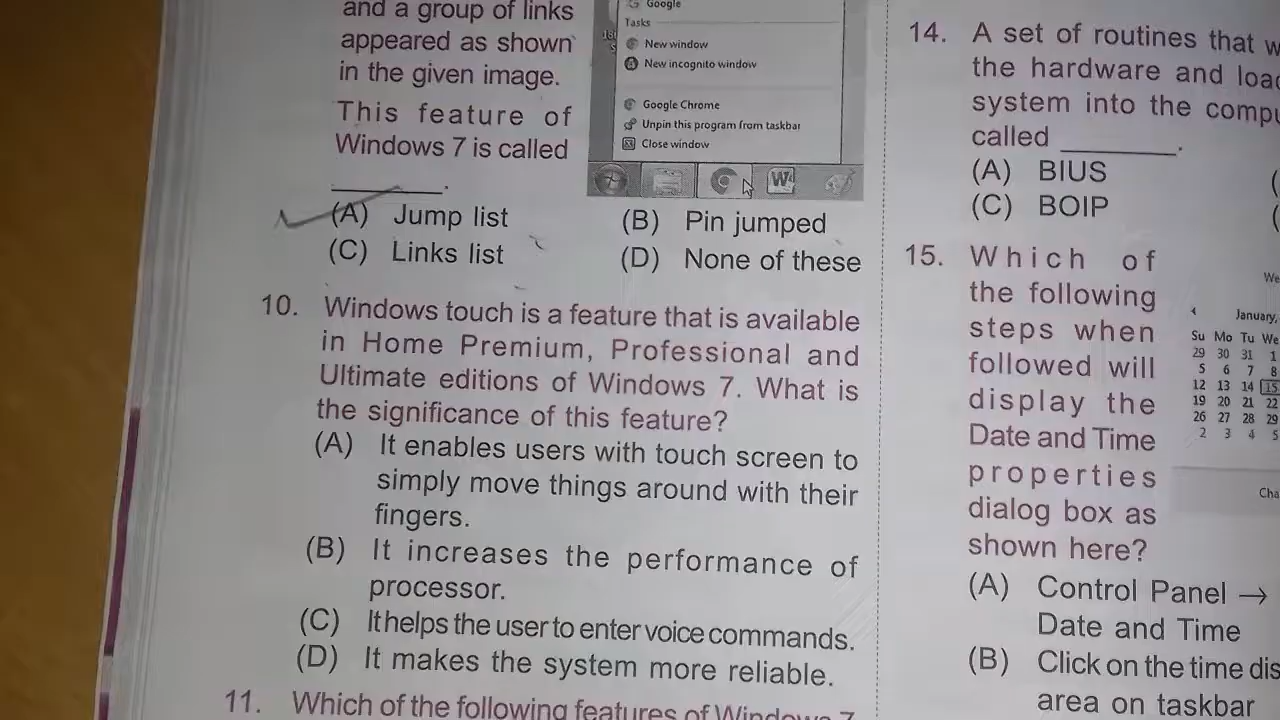 and a group of links
appeared as shown
in the given image.
This feature of
Windows 7 is called
__________.
Google
Tasks
New window
New incognito window
Google Chrome
Unpin this program from taskbar
Close window
W
(A) Jump list
(B) Pin jumped
(C) Links list
(D) None of these
10. Windows touch is a feature that is available
in Home Premium, Professional and
Ultimate editions of Windows 7. What is
the significance of this feature?
(A) It enables users with touch screen to
simply move things around with their
fingers.
(B) It increases the performance of
processor.
(C) It helps the user to enter voice commands.
(D) It makes the system more reliable.
11. Which of the following features of Windows 7
14. A set of routines that w
the hardware and load
system into the compu
called __________.
(A) BIUS
(C) BOIP
15. Which of
the following
steps when
followed will
display the
Date and Time
properties
dialog box as
shown here?
We
January,
Su Mo Tu We
29 30 31 1
5 6 7 8
12 13 14 15
19 20 21 22
26 27 28 29
2 3 4 5
Cha
(A) Control Panel →
Date and Time
(B) Click on the time dis
area on taskbar